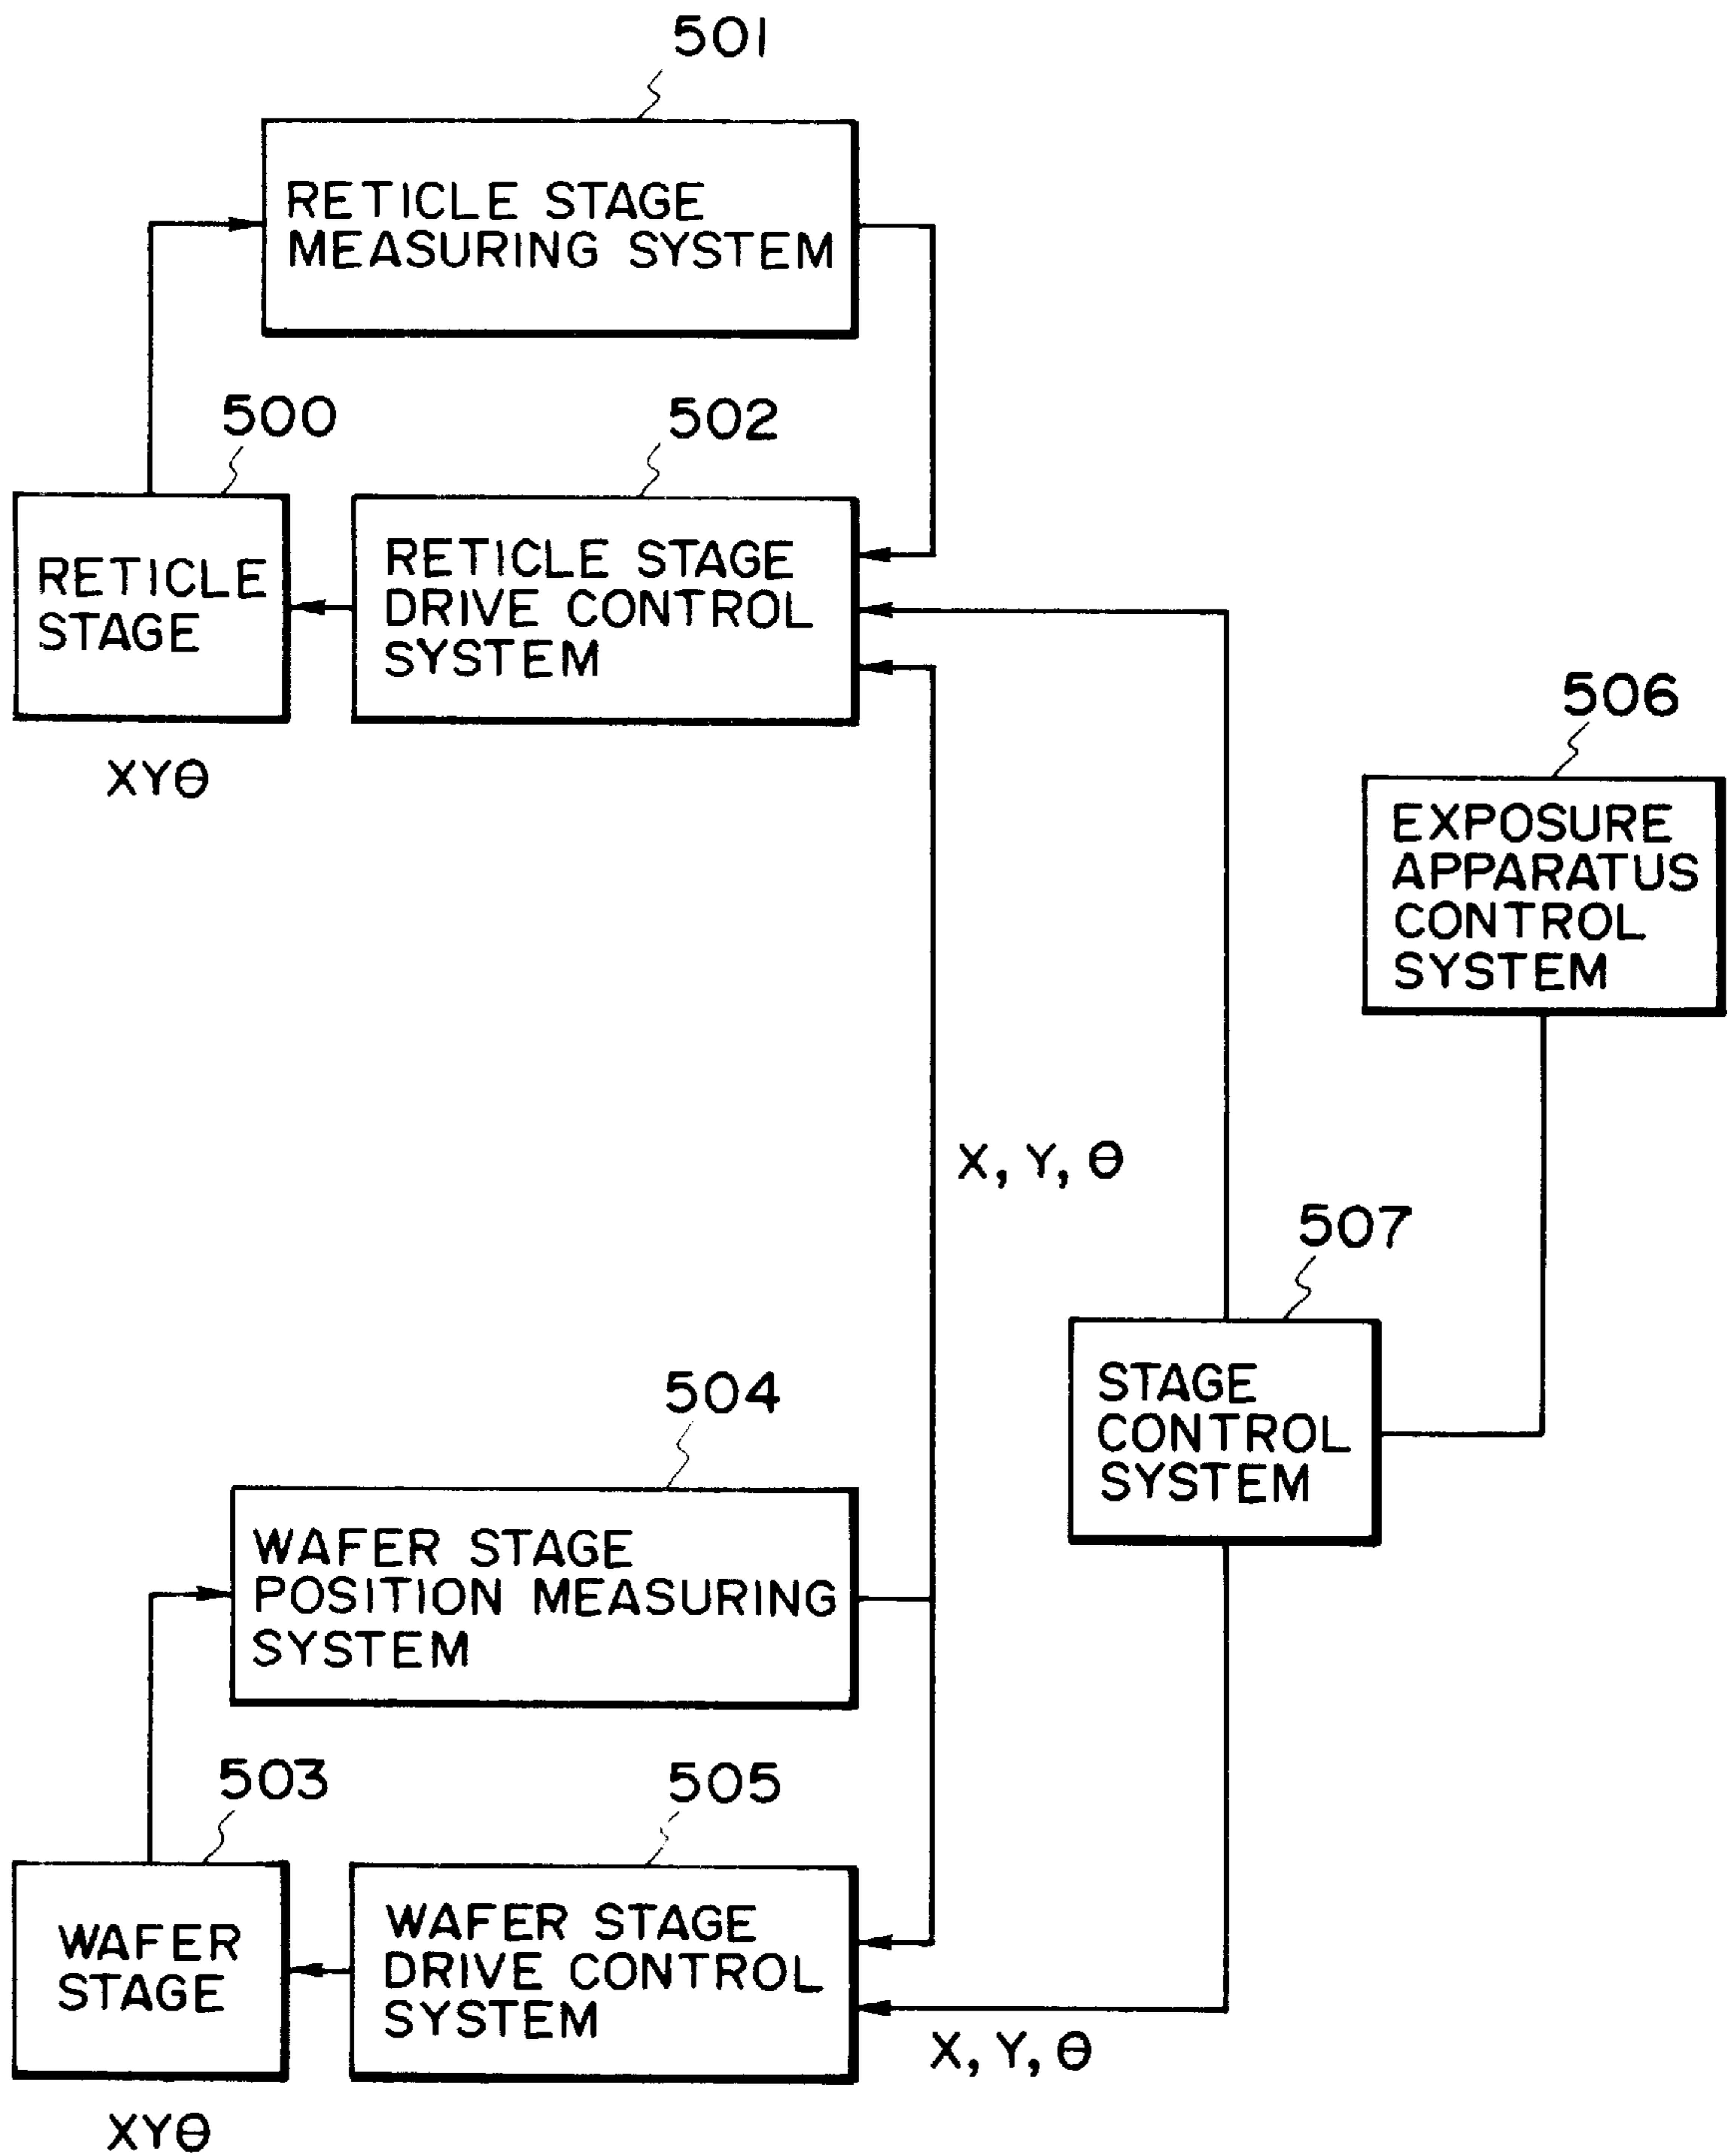 501
RETICLE STAGE
MEASURING SYSTEM
500
502
RETICLE
STAGE
RETICLE STAGE
DRIVE CONTROL
SYSTEM
XYθ
506
EXPOSURE
APPARATUS
CONTROL
SYSTEM
X, Y, θ
507
STAGE
CONTROL
SYSTEM
504
WAFER STAGE
POSITION MEASURING
SYSTEM
503
505
WAFER
STAGE
WAFER STAGE
DRIVE CONTROL
SYSTEM
X, Y, θ
XYθ